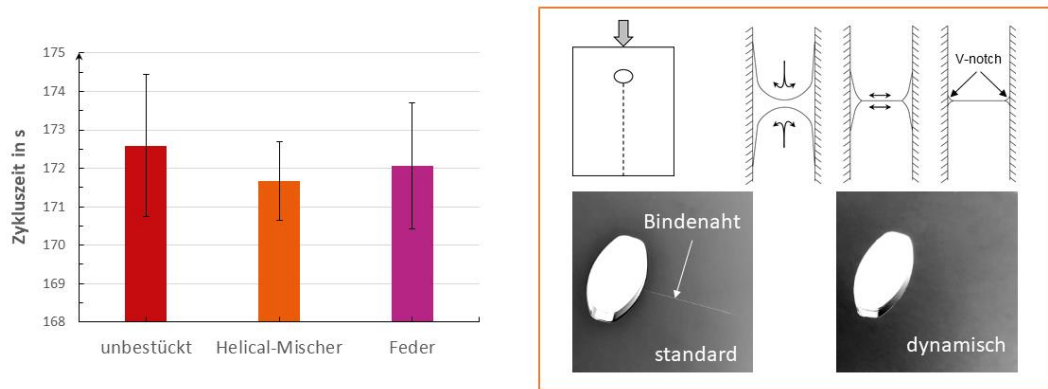 Zykluszeit in s
175
174
173
172
171
170
169
168
unbestückt
Helical-Mischer
Feder
V-notch
Bindenaht
standard
dynamisch